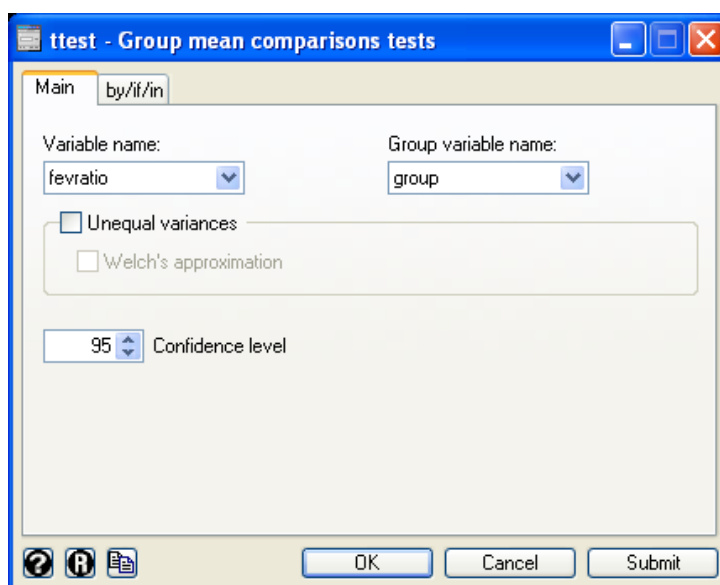 ttest - Group mean comparisons tests
Main by/if/in
Variable name: Group variable name:
fevratio group
Unequal variances
Welch's approximation
95 Confidence level
? R OK Cancel Submit